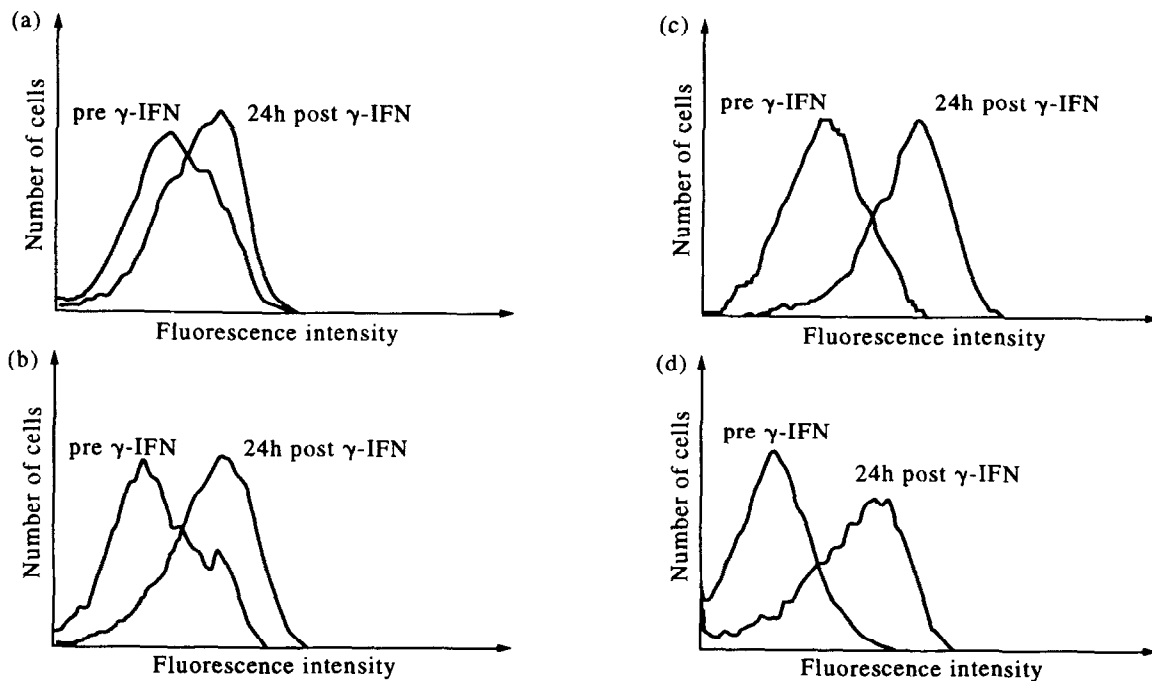 (a)
Number of cells
pre γ-IFN
24h post γ-IFN
Fluorescence intensity
(b)
Number of cells
pre γ-IFN
24h post γ-IFN
Fluorescence intensity
(c)
Number of cells
pre γ-IFN
24h post γ-IFN
Fluorescence intensity
(d)
Number of cells
pre γ-IFN
24h post γ-IFN
Fluorescence intensity